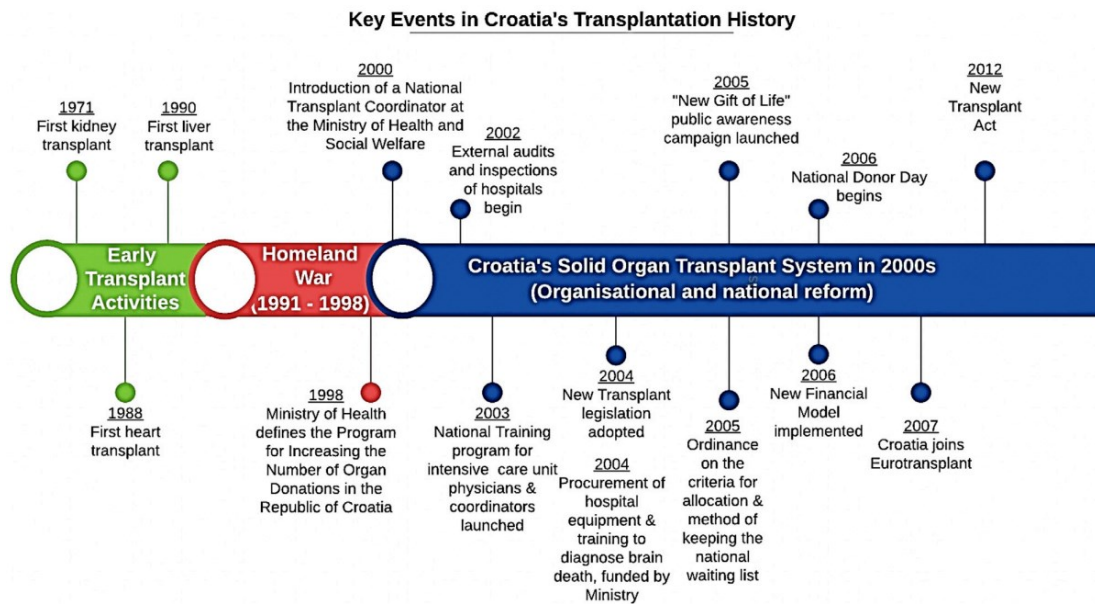 Key Events in Croatia's Transplantation History
1971
First kidney
transplant
1990
First liver
transplant
2000
Introduction of a National
Transplant Coordinator at
the Ministry of Health and
Social Welfare
2002
External audits
and inspections
of hospitals
begin
2005
"New Gift of Life"
public awareness
campaign launched
2006
National Donor Day
begins
2012
New
Transplant
Act
Early
Transplant
Activities
Homeland
War
(1991 - 1998)
Croatia's Solid Organ Transplant System in 2000s
(Organisational and national reform)
1988
First heart
transplant
1998
Ministry of Health
defines the Program
for Increasing the
Number of Organ
Donations in the
Republic of Croatia
2003
National Training
program for
intensive care unit
physicians &
coordinators
launched
2004
New Transplant
legislation
adopted
2004
Procurement of
hospital
equipment &
training to
diagnose brain
death, funded by
Ministry
2005
Ordinance
on the
criteria for
allocation &
method of
keeping the
national
waiting list
2006
New Financial
Model
implemented
2007
Croatia joins
Eurotransplant